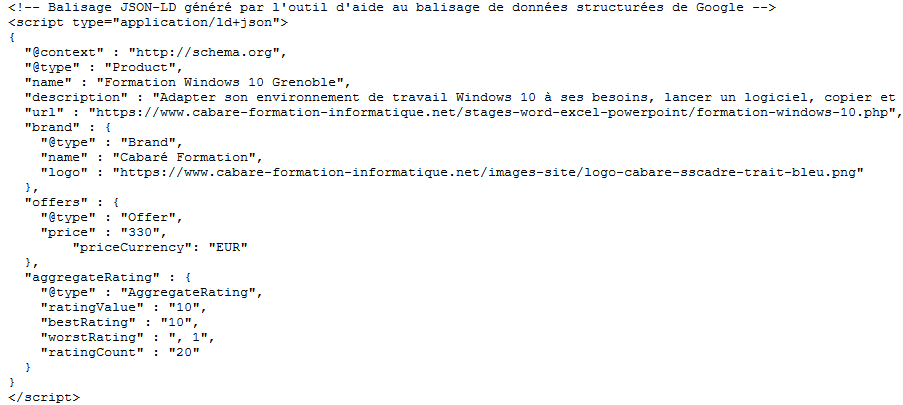 <!-- Balisage JSON-LD généré par l'outil d'aide au balisage de données structurées de Google -->
<script type="application/ld+json">
{
  "@context" : "http://schema.org",
  "@type" : "Product",
  "name" : "Formation Windows 10 Grenoble",
  "description" : "Adapter son environnement de travail Windows 10 à ses besoins, lancer un logiciel, copier et
  "url" : "https://www.cabare-formation-informatique.net/stages-word-excel-powerpoint/formation-windows-10.php",
  "brand" : {
    "@type" : "Brand",
    "name" : "Cabaré Formation",
    "logo" : "https://www.cabare-formation-informatique.net/images-site/logo-cabare-sscadre-trait-bleu.png"
  },
  "offers" : {
    "@type" : "Offer",
    "price" : "330",
        "priceCurrency": "EUR"
  },
  "aggregateRating" : {
    "@type" : "AggregateRating",
    "ratingValue" : "10",
    "bestRating" : "10",
    "worstRating" : ", 1",
    "ratingCount" : "20"
  }
}
</script>